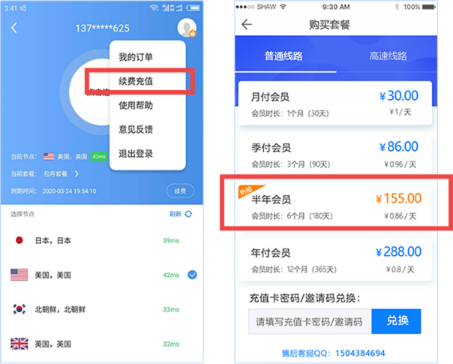 3:41
137*****625
我的订单
续费充值
使用帮助
意见反馈
退出登录
当前节点： 美国，美国 42ms
当前套餐： 包月套餐
到期时间： 2020-03-24 19:54:10
续费
选择节点
刷新
日本，日本
39ms
美国，美国
42ms
北朝鲜，北朝鲜
33ms
英国，英国
32ms
SHAW
9:30 AM
100%
购买套餐
普通线路
高速线路
月付会员
¥30.00
会员时长：1个月（30天）
¥1/天
季付会员
¥86.00
会员时长：3个月（90天）
¥0.96/天
热推
半年会员
¥155.00
会员时长：6个月（180天）
¥0.86/天
年付会员
¥288.00
会员时长：12个月（365天）
¥0.8/天
充值卡密码/邀请码兑换：
请填写充值卡密码/邀请码
兑换
售后客服QQ：1504384694